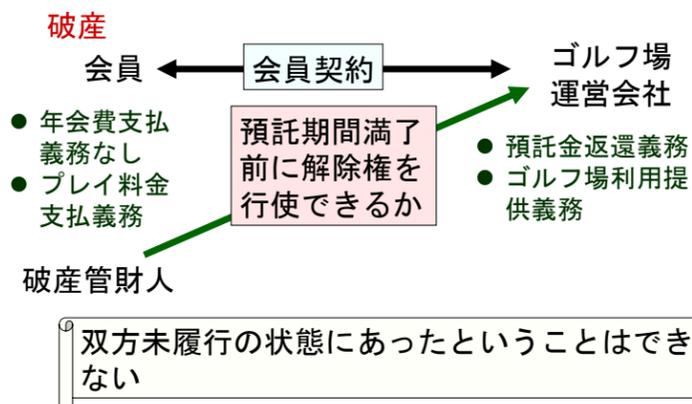 破産
会員
会員契約
ゴルフ場
運営会社
● 年会費支払
義務なし
● プレイ料金
支払義務
預託期間満了
前に解除権を
行使できるか
● 預託金返還義務
● ゴルフ場利用提
供義務
破産管財人
双方未履行の状態にあったということはでき
ない